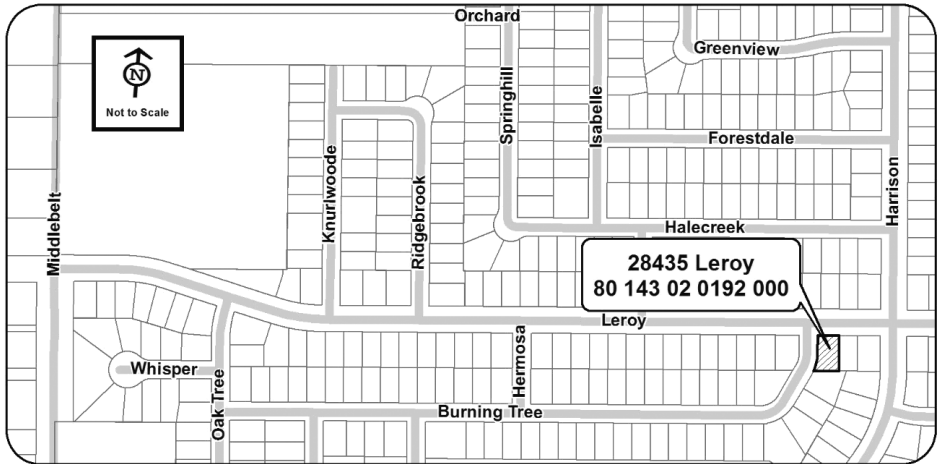 Orchard
Greenview
N
Not to Scale
Springhill
Isabelle
Forestdale
Knurlwoode
Ridgebrook
Harrison
Middlebelt
Halecreek
28435 Leroy
80 143 02 0192 000
Leroy
Hermosa
Whisper
Oak Tree
Burning Tree